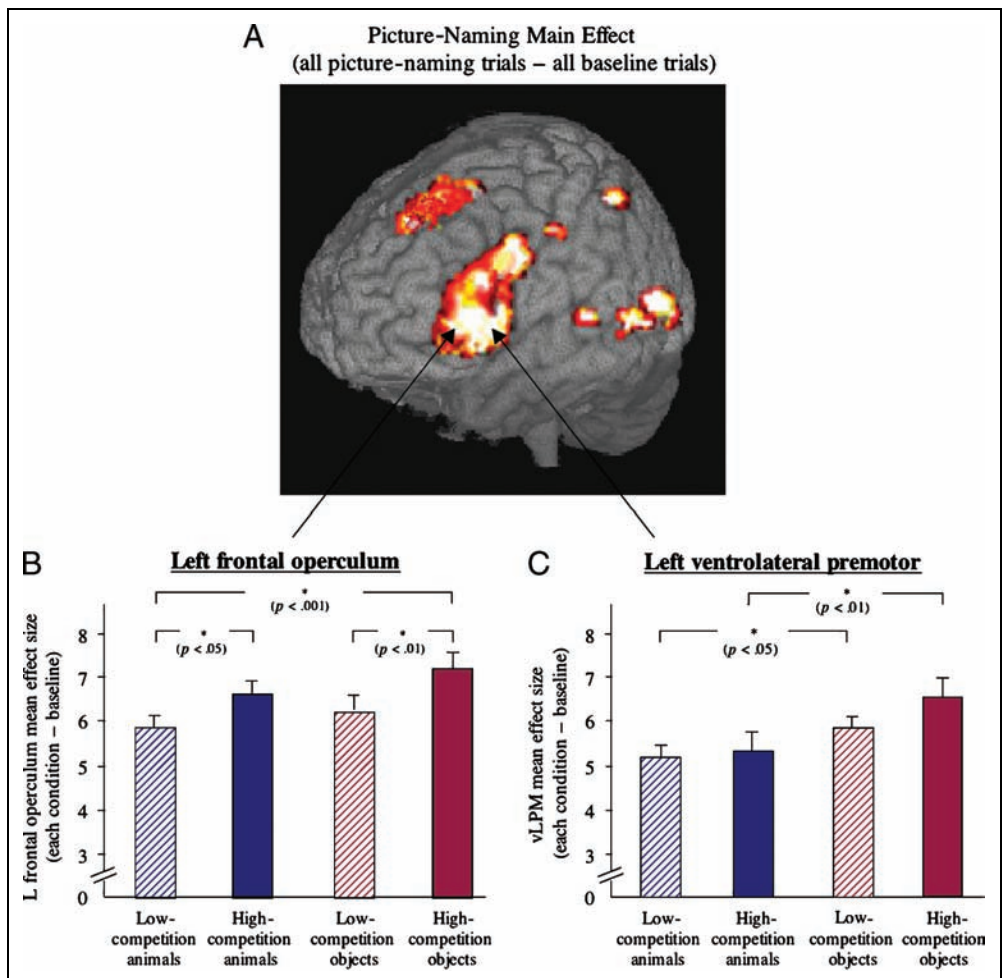 A
Picture-Naming Main Effect
(all picture-naming trials – all baseline trials)
B
Left frontal operculum
*
(p < .001)
*
(p < .05)
*
(p < .01)
L frontal operculum mean effect size
(each condition – baseline)
8
7
6
5
4
3
0
Low-
competition
animals
High-
competition
animals
Low-
competition
objects
High-
competition
objects
C
Left ventrolateral premotor
*
(p < .01)
*
(p < .05)
vLPM mean effect size
(each condition – baseline)
8
7
6
5
4
3
0
Low-
competition
animals
High-
competition
animals
Low-
competition
objects
High-
competition
objects